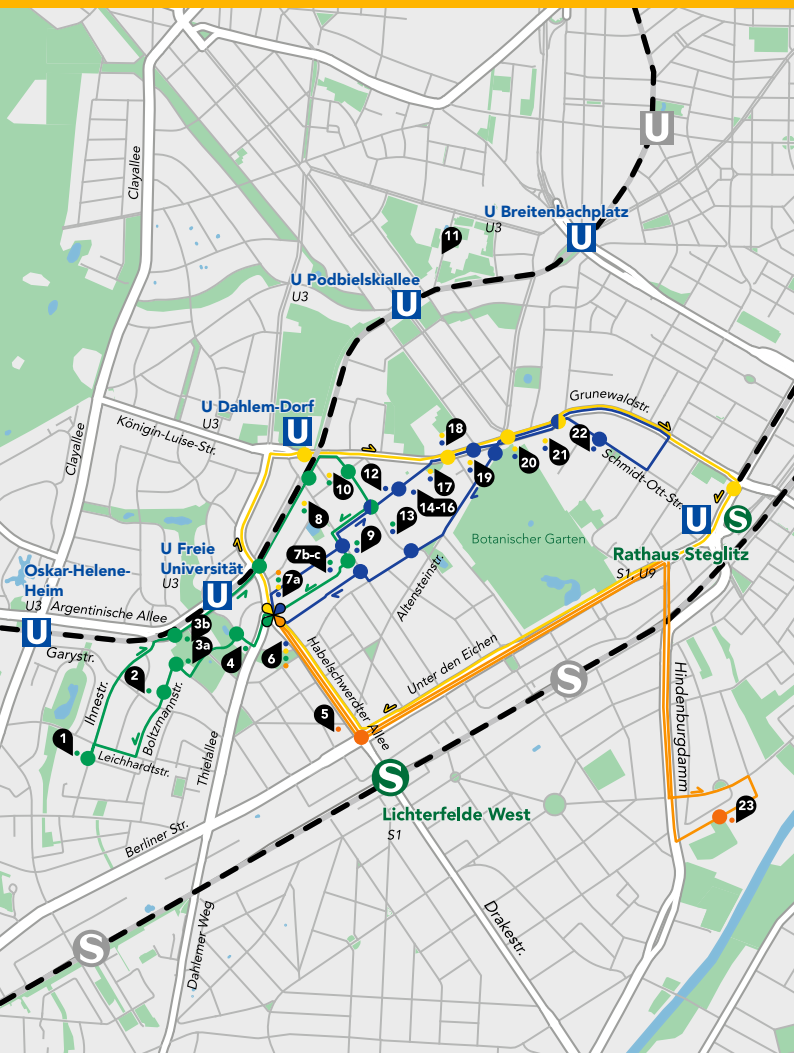 U
Clayallee
U Breitenbachplatz
U3
U
11
U Podbielskiallee
U3
U
Grunewaldstr.
U Dahlem-Dorf
U3
U
Königin-Luise-Str.
Clayallee
18
22
12
17
19
20
21
Schmidt-Ott-Str.
10
14-16
8
13
U
S
9
Botanischer Garten
U Freie
Universität
U3
U
7b-c
Rathaus Steglitz
S1, U9
Oskar-Helene-
Heim
U3
U
Argentinische Allee
7a
Altensteinstr.
3b
3a
Garystr.
4
6
Habelschwerdter Allee
Unter den Eichen
S
2
Ihnestr.
Boltzmannstr.
5
Hindenburgdamm
1
Leichhardtstr.
Thielallee
S
Lichterfelde West
S1
23
Berliner Str.
Drakestr.
S
Dahlemer Weg